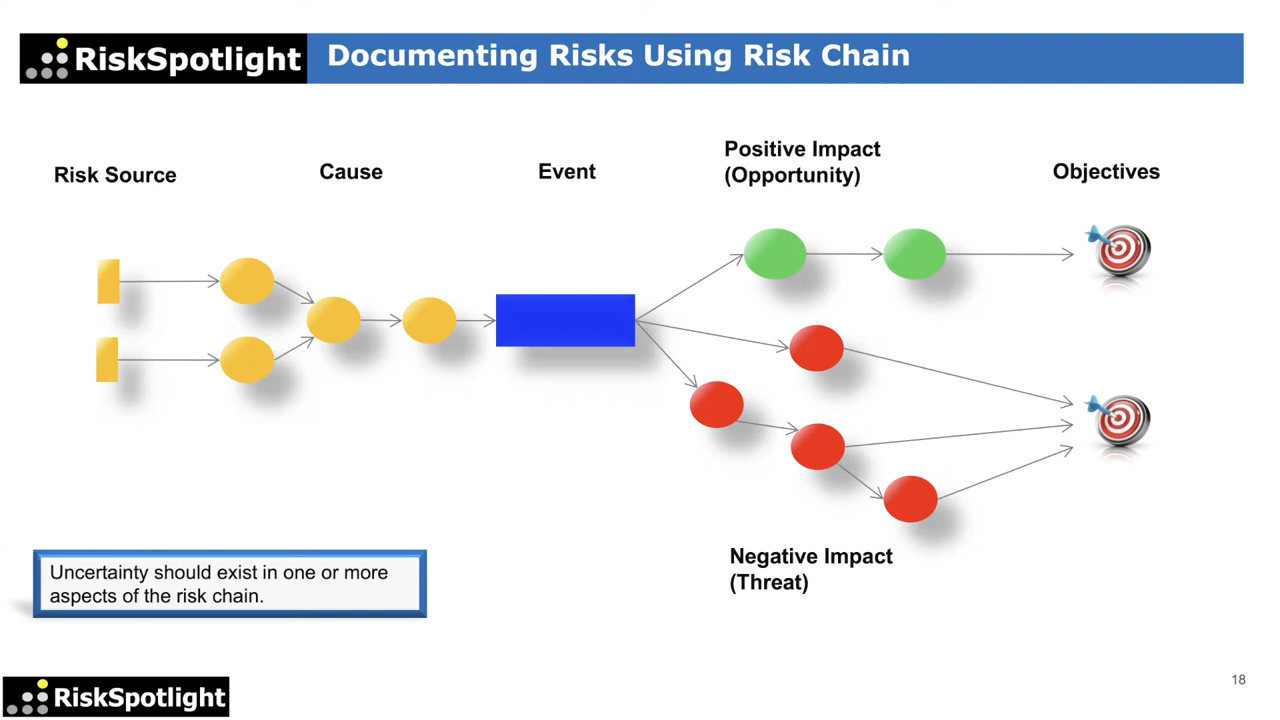 RiskSpotlight
Documenting Risks Using Risk Chain
Risk Source
Cause
Event
Positive Impact
(Opportunity)
Objectives
Negative Impact
(Threat)
Uncertainty should exist in one or more
aspects of the risk chain.
RiskSpotlight
18